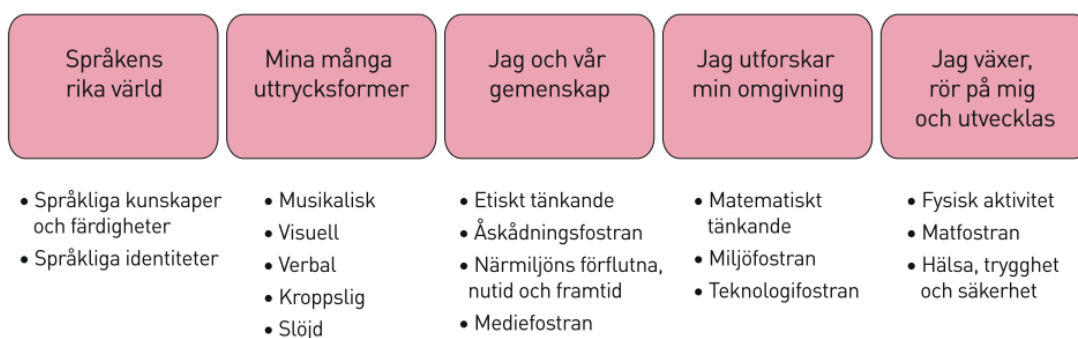 Språkens
rika värld
Mina många
uttrycksformer
Jag och vår
gemenskap
Jag utforskar
min omgivning
Jag växer,
rör på mig
och utvecklas
• Språkliga kunskaper
och färdigheter
• Språkliga identiteter
• Musikalisk
• Visuell
• Verbal
• Kroppslig
• Slöjd
• Etiskt tänkande
• Åskådningsfostran
• Närmiljöns förflutna,
nutid och framtid
• Mediefostran
• Matematiskt
tänkande
• Miljöfostran
• Teknologifostran
• Fysisk aktivitet
• Matfostran
• Hälsa, trygghet
och säkerhet